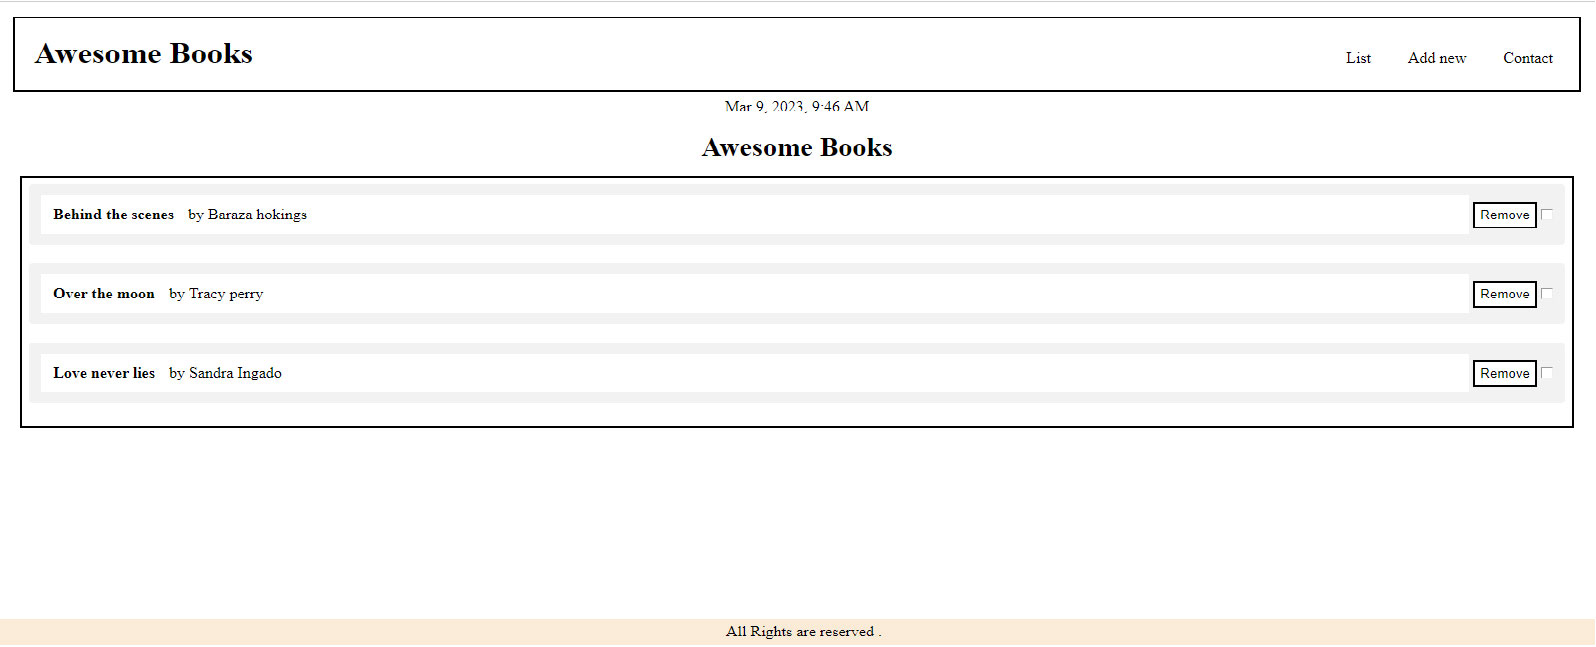 Awesome Books
List Add new Contact
Mar 9, 2023, 9:46 AM
Awesome Books
Behind the scenes by Baraza hokings Remove
Over the moon by Tracy perry Remove
Love never lies by Sandra Ingado Remove
All Rights are reserved .